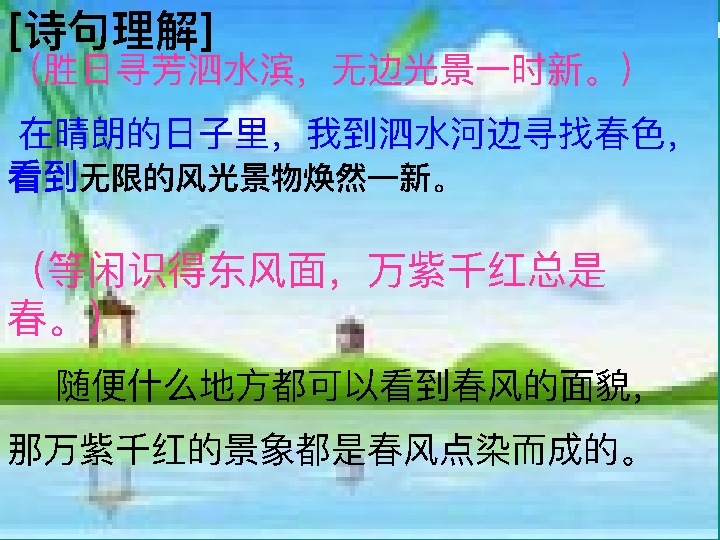 [诗句理解]
（胜日寻芳泗水滨，无边光景一时新。）
在晴朗的日子里，我到泗水河边寻找春色，
看到无限的风光景物焕然一新。
（等闲识得东风面，万紫千红总是
春。）
随便什么地方都可以看到春风的面貌，
那万紫千红的景象都是春风点染而成的。